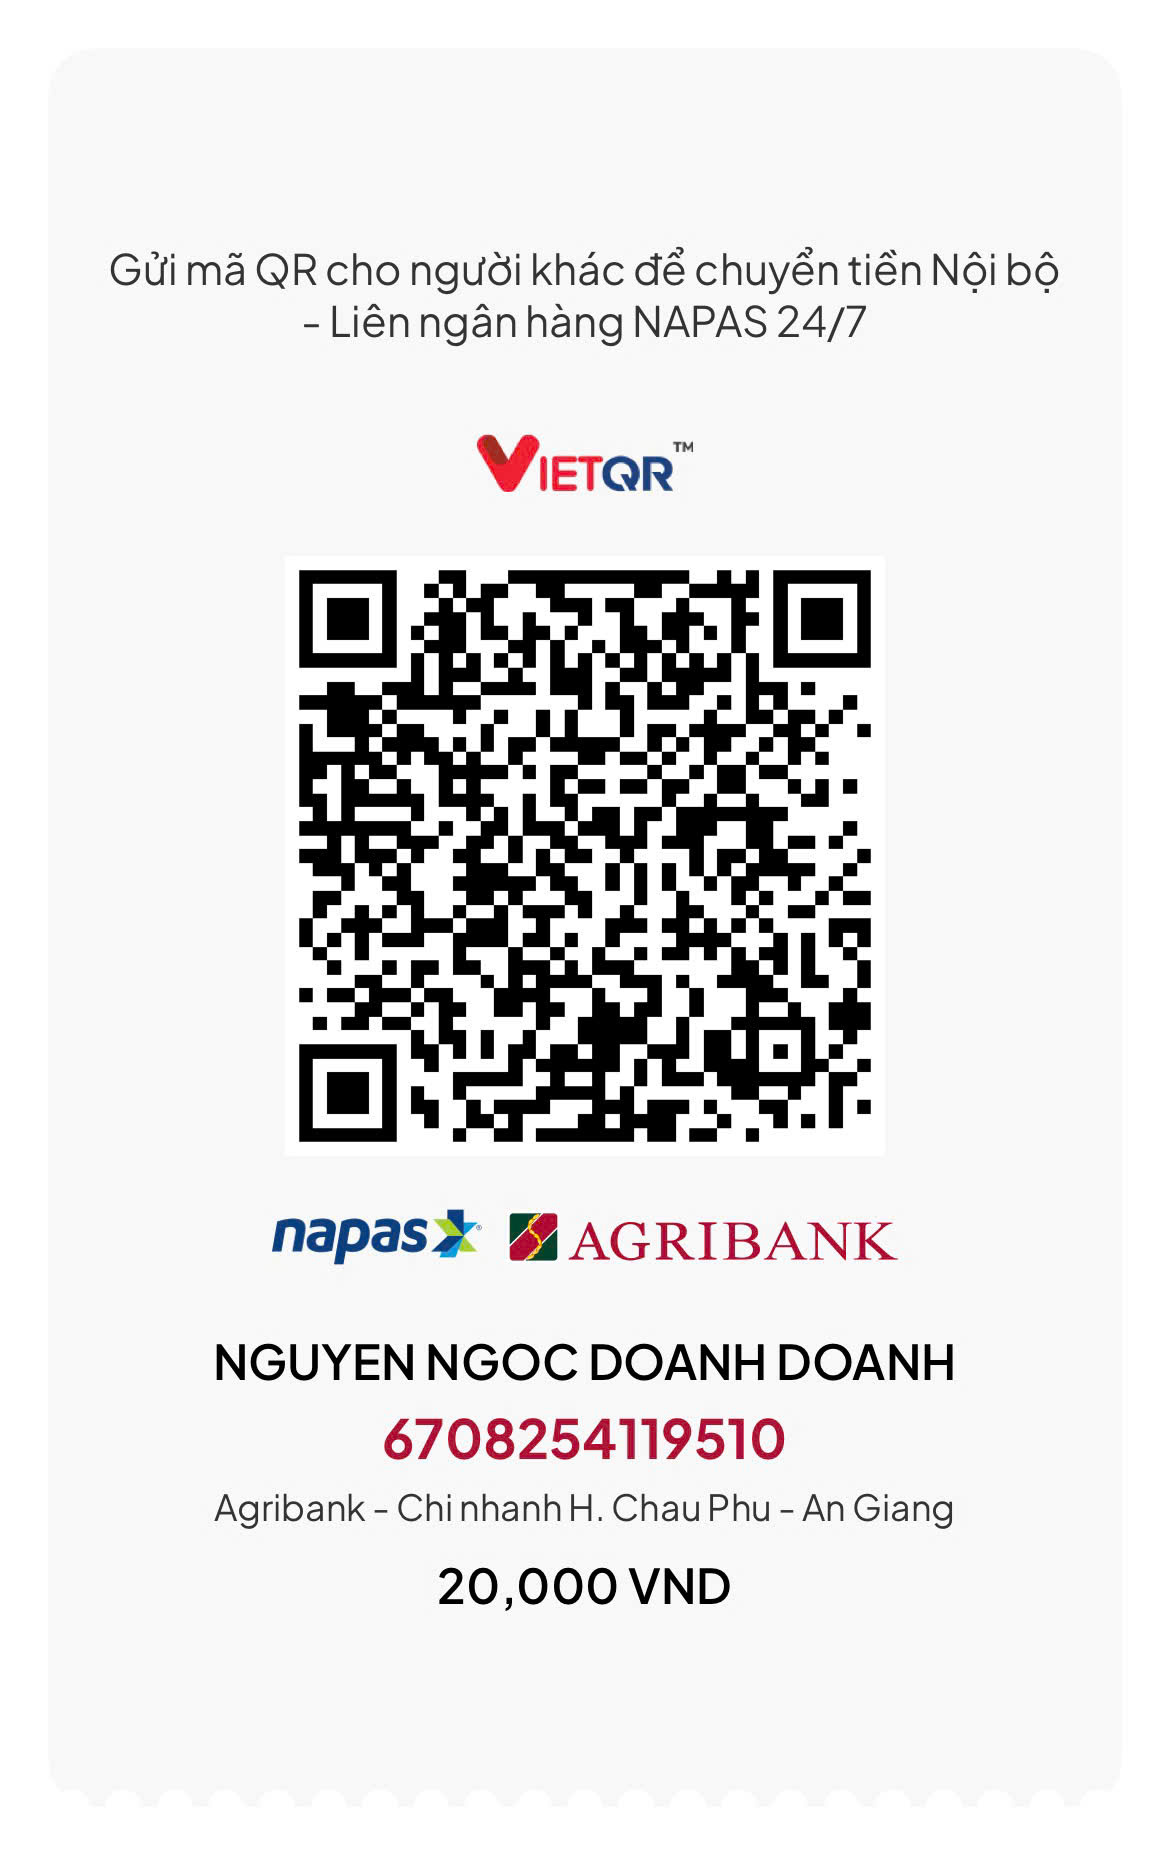 Gửi mã QR cho người khác để chuyển tiền Nội bộ
- Liên ngân hàng NAPAS 24/7
VIETQR™
napas® AGRIBANK
NGUYEN NGOC DOANH DOANH
6708254119510
Agribank - Chi nhanh H. Chau Phu - An Giang
20,000 VND